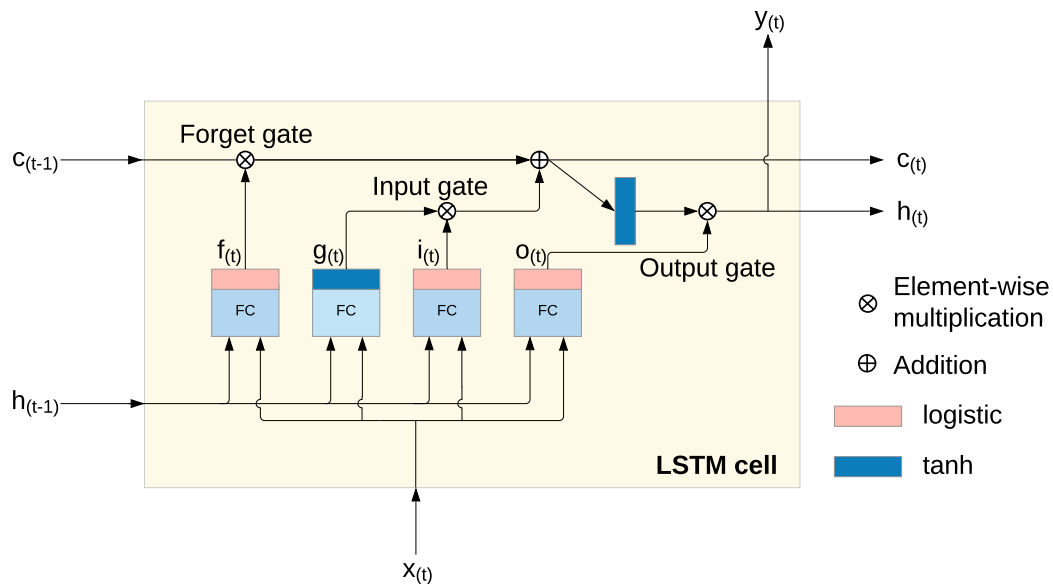 y(t)
Forget gate
c(t-1)
c(t)
Input gate
h(t)
f(t)
g(t)
i(t)
o(t)
Output gate
FC
FC
FC
FC
Element-wise
multiplication
Addition
h(t-1)
logistic
LSTM cell
tanh
x(t)